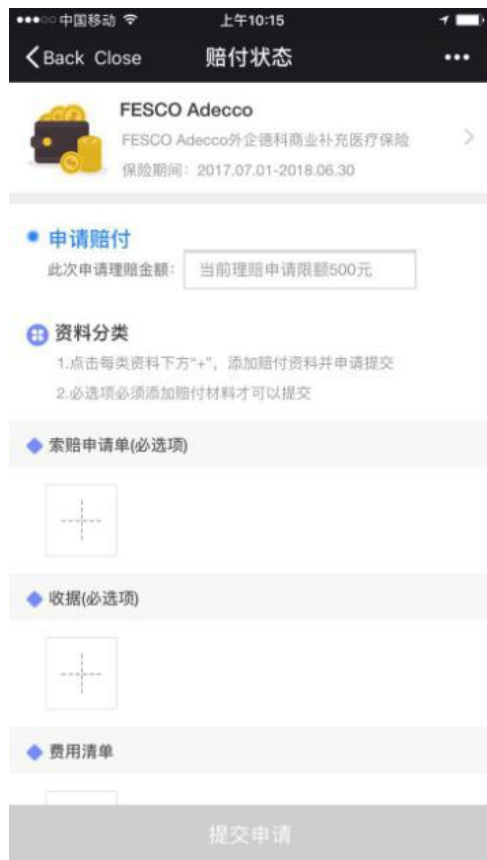 中国移动 上午10:15
Back Close 赔付状态
FESCO Adecco
FESCO Adecco外企德科商业补充医疗保险
保险期间：2017.07.01-2018.06.30
申请赔付
此次申请理赔金额： 当前理赔申请限额500元
资料分类
1.点击每类资料下方“+”，添加赔付资料并申请提交
2.必选项必须添加赔付材料才可以提交
索赔申请单(必选项)
收据(必选项)
费用清单
提交申请